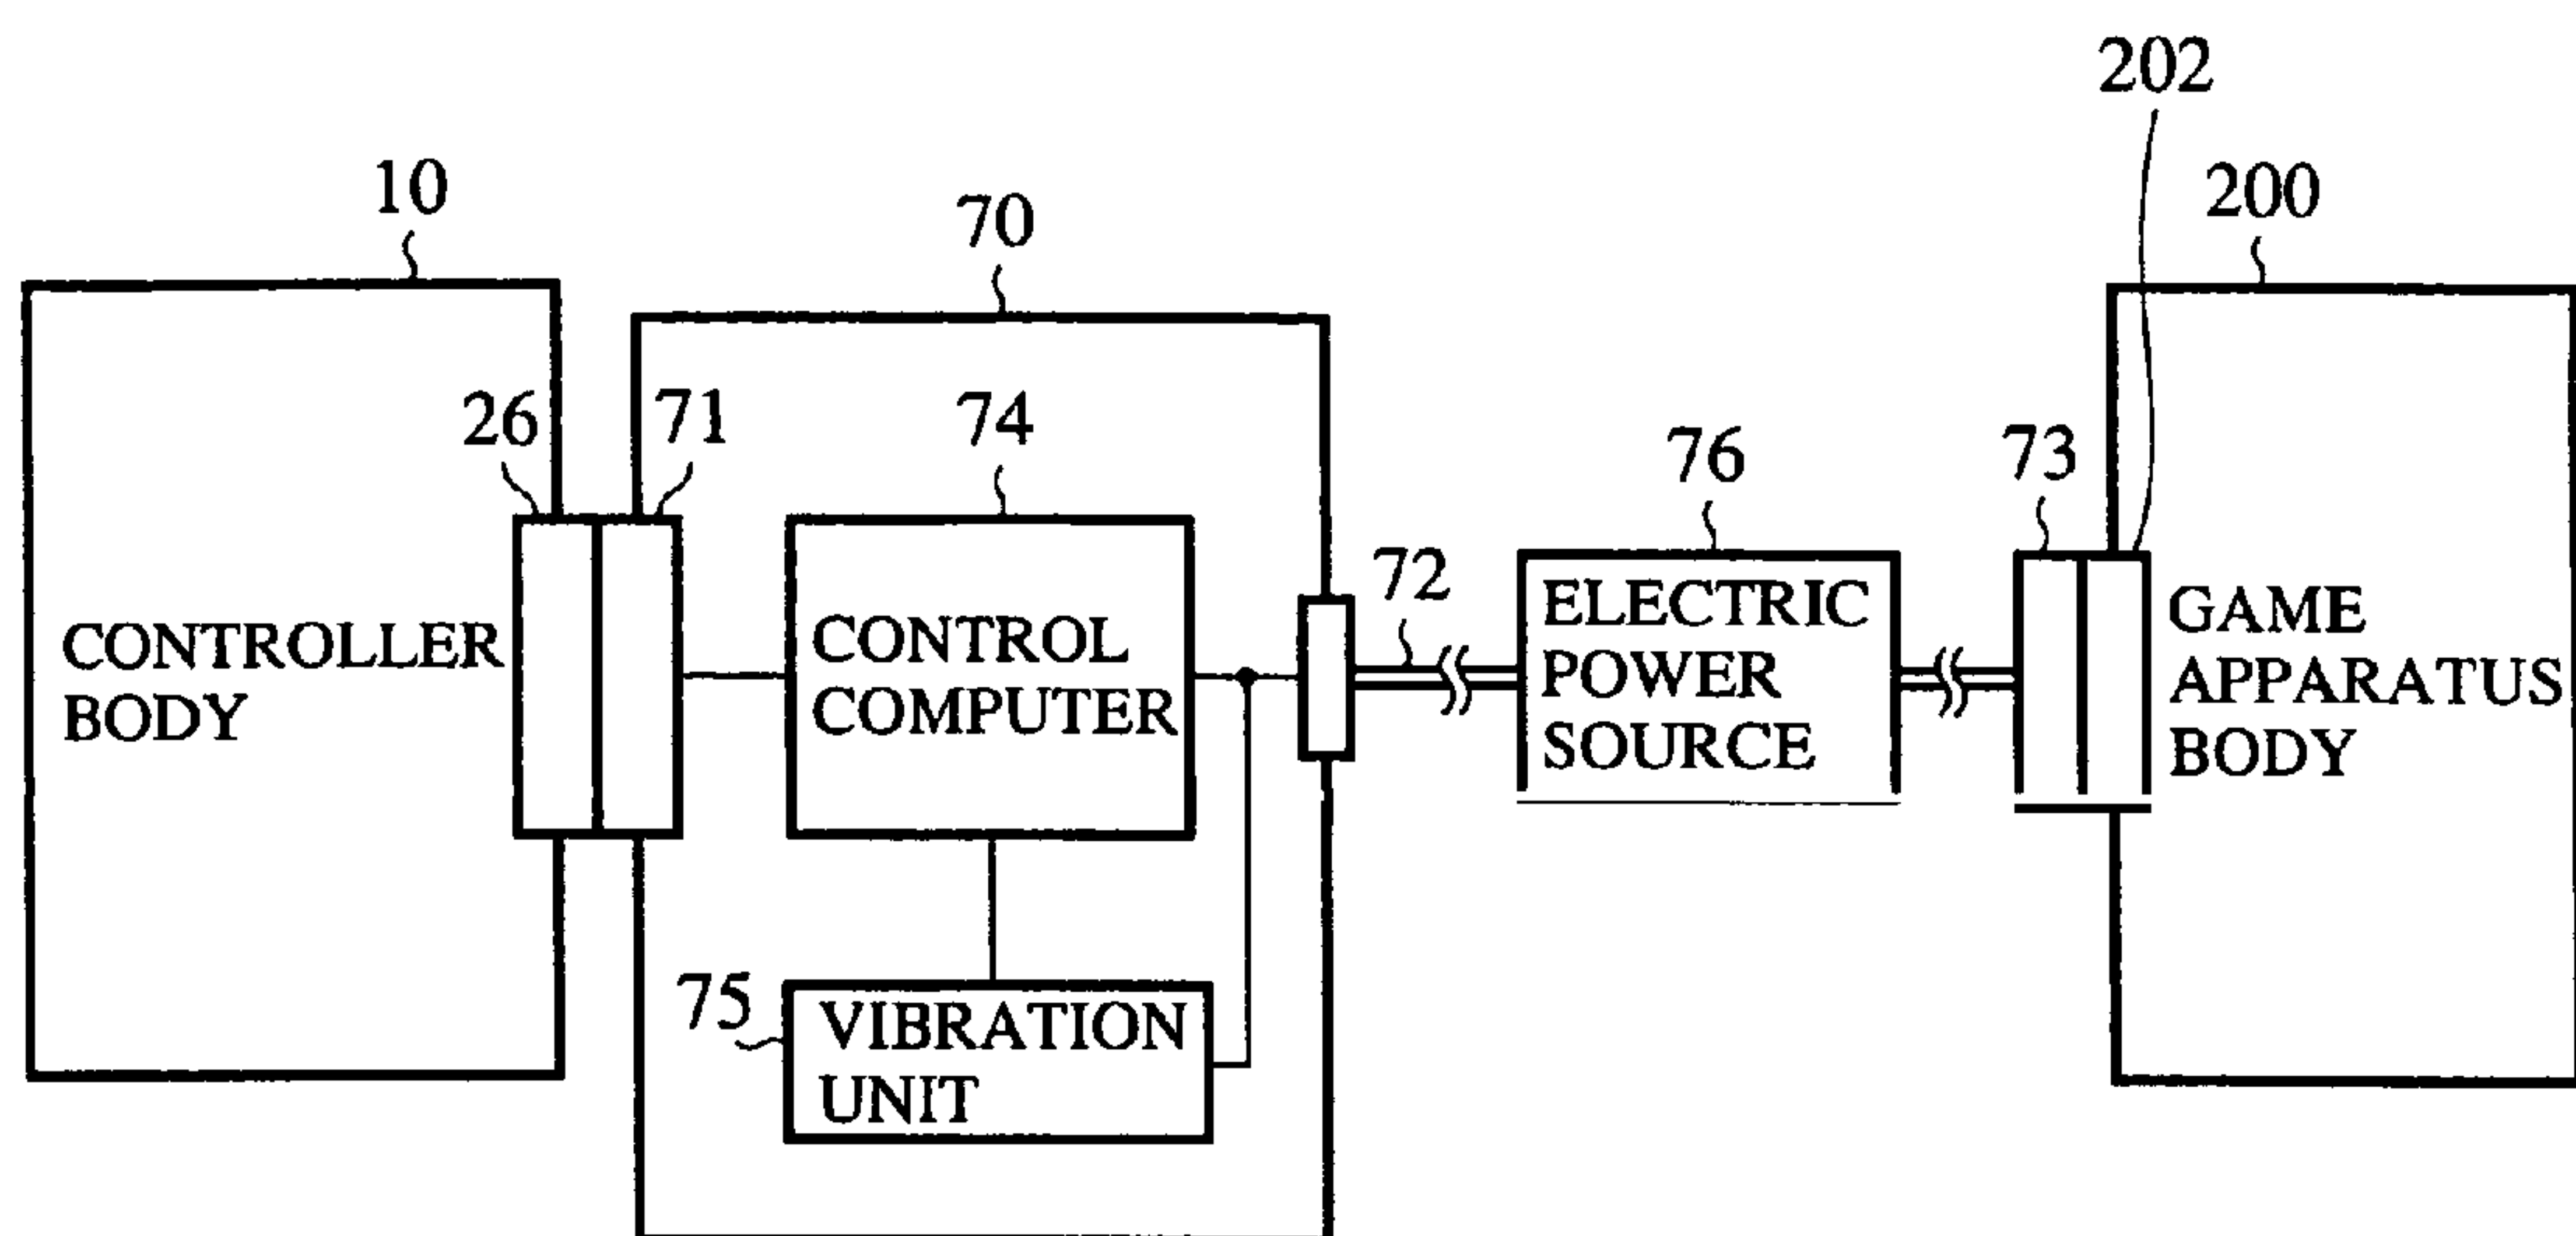 202
10
200
70
26
71
74
76
73
72
CONTROLLER
BODY
CONTROL
COMPUTER
ELECTRIC
POWER
SOURCE
GAME
APPARATUS
BODY
75
VIBRATION
UNIT